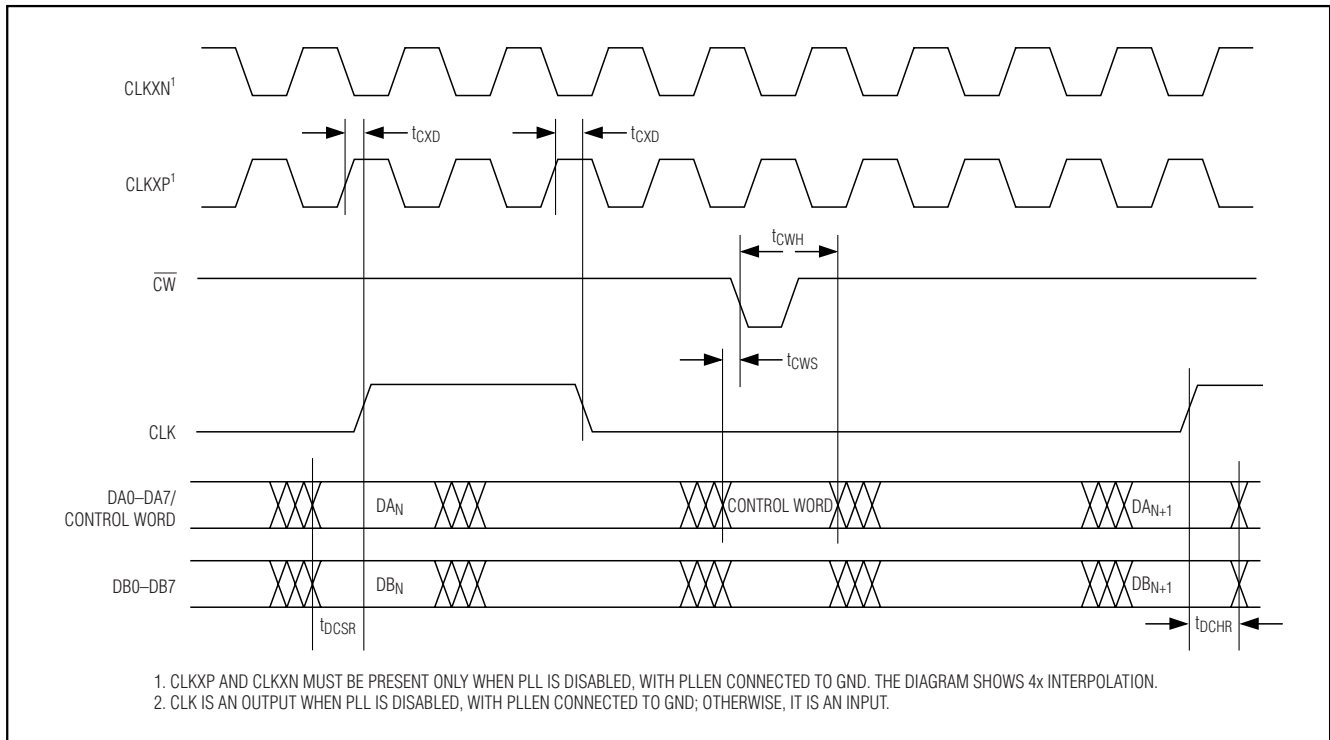 CLKXN¹
tCXD tCXD
CLKXP¹
tCWH
C̅W̅
tCWS
CLK
DA0–DA7/
CONTROL WORD
DAN CONTROL WORD DAN+1
DB0–DB7 DBN DBN+1
tDCSR tDCHR
1. CLKXP AND CLKXN MUST BE PRESENT ONLY WHEN PLL IS DISABLED, WITH PLLEN CONNECTED TO GND. THE DIAGRAM SHOWS 4x INTERPOLATION.
2. CLK IS AN OUTPUT WHEN PLL IS DISABLED, WITH PLLEN CONNECTED TO GND; OTHERWISE, IT IS AN INPUT.